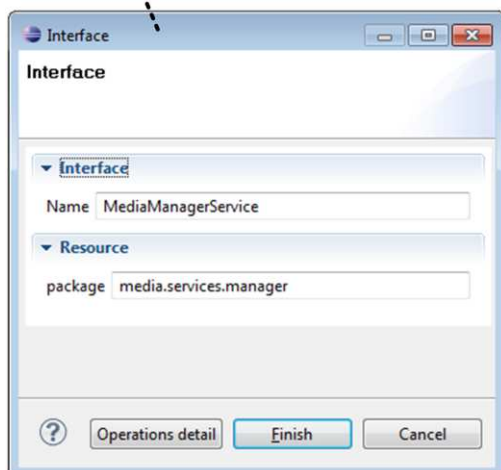 Interface
Interface
Interface
Name MediaManagerService
Resource
package media.services.manager
? Operations detail Finish Cancel